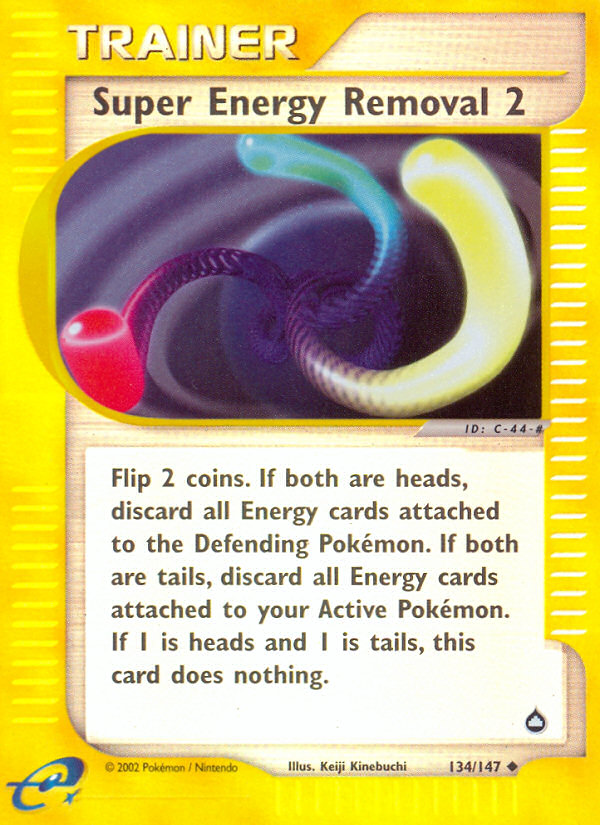 TRAINER
Super Energy Removal 2
ID: C-44-#
Flip 2 coins. If both are heads,
discard all Energy cards attached
to the Defending Pokémon. If both
are tails, discard all Energy cards
attached to your Active Pokémon.
If 1 is heads and 1 is tails, this
card does nothing.
© 2002 Pokémon / Nintendo Illus. Keiji Kinebuchi 134/147 ◆